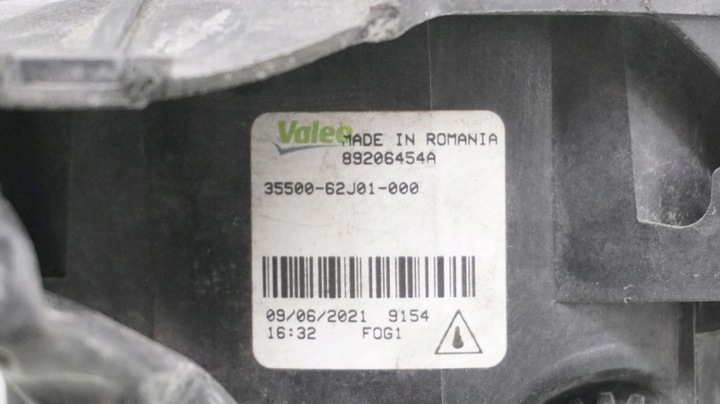 Valeo MADE IN ROMANIA
89206454A
35500-62J01-000
09/06/2021 9154
16:32 FOG1